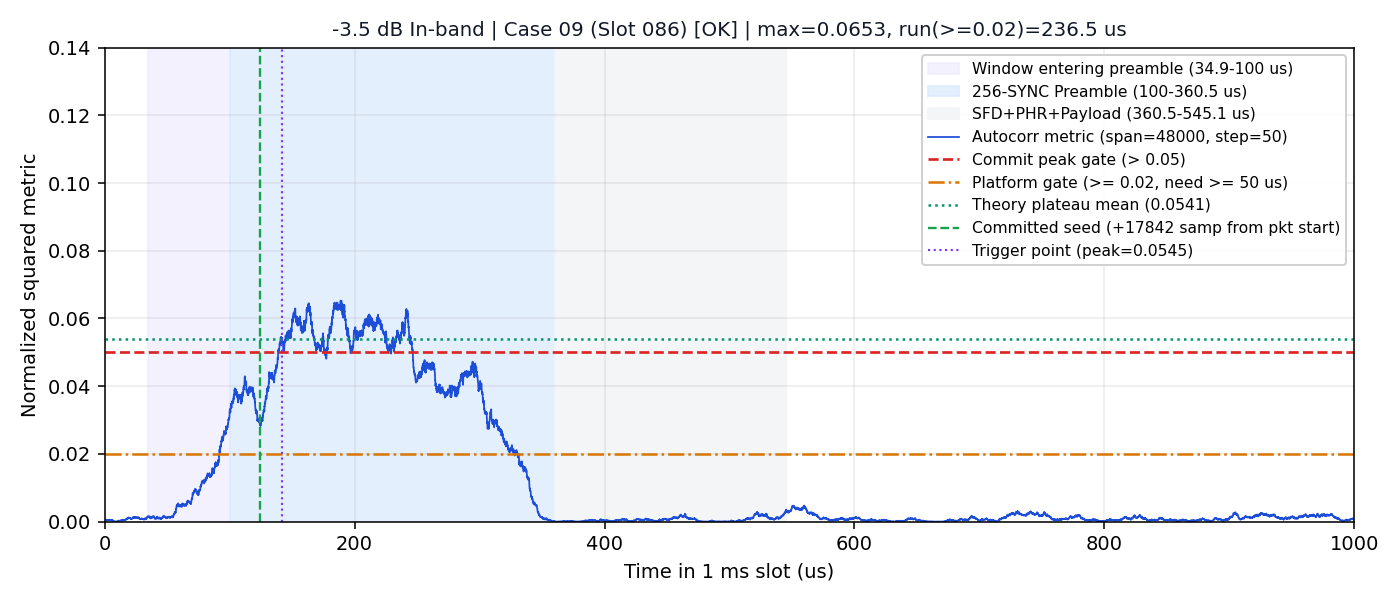 -3.5 dB In-band | Case 09 (Slot 086) [OK] | max=0.0653, run(>=0.02)=236.5 us
0.14
0.12
0.10
0.08
0.06
0.04
0.02
0.00
Normalized squared metric
Window entering preamble (34.9-100 us)
256-SYNC Preamble (100-360.5 us)
SFD+PHR+Payload (360.5-545.1 us)
Autocorr metric (span=48000, step=50)
Commit peak gate (> 0.05)
Platform gate (>= 0.02, need >= 50 us)
Theory plateau mean (0.0541)
Committed seed (+17842 samp from pkt start)
Trigger point (peak=0.0545)
0
200
400
600
800
1000
Time in 1 ms slot (us)